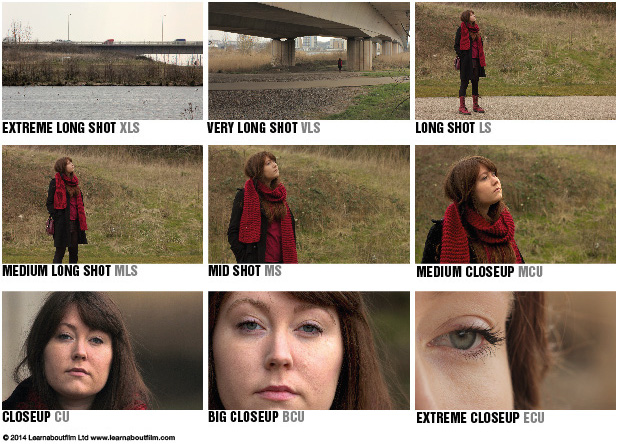 EXTREME LONG SHOT XLS
VERY LONG SHOT VLS
LONG SHOT LS
MEDIUM LONG SHOT MLS
MID SHOT MS
MEDIUM CLOSEUP MCU
CLOSEUP CU
BIG CLOSEUP BCU
EXTREME CLOSEUP ECU
© 2014 Learnaboutfilm Ltd www.learnaboutfilm.com